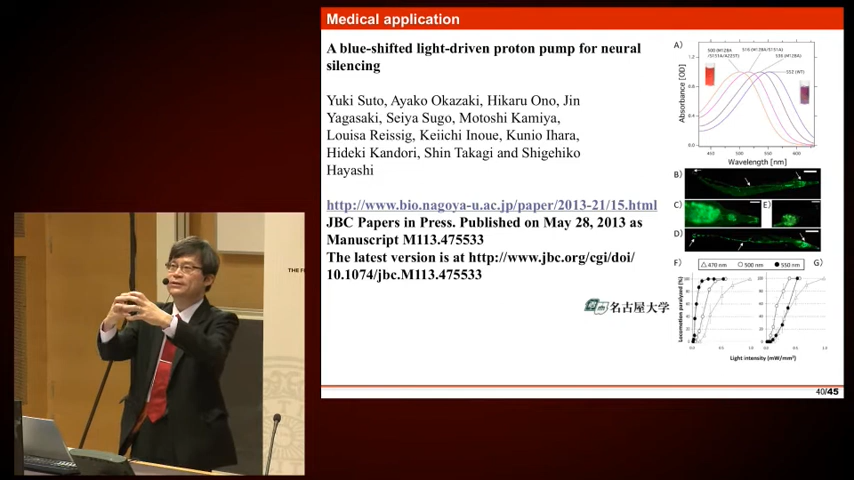 Medical application
A blue-shifted light-driven proton pump for neural
silencing
Yuki Suto, Ayako Okazaki, Hikaru Ono, Jin
Yagasaki, Seiya Sugo, Motoshi Kamiya,
Louisa Reissig, Keiichi Inoue, Kunio Ihara,
Hideki Kandori, Shin Takagi and Shigehiko
Hayashi
http://www.bio.nagoya-u.ac.jp/paper/2013-21/15.html
JBC Papers in Press. Published on May 28, 2013 as
Manuscript M113.475533
The latest version is at http://www.jbc.org/cgi/doi/
10.1074/jbc.M113.475533
名古屋大学
A)
Absorbance [OD]
Wavelength [nm]
B)
C)
E)
D)
F)
470 nm
500 nm
550 nm
G)
Locomotion paralyzed (%)
Light intensity (mW/mm²)
40/45
THE F